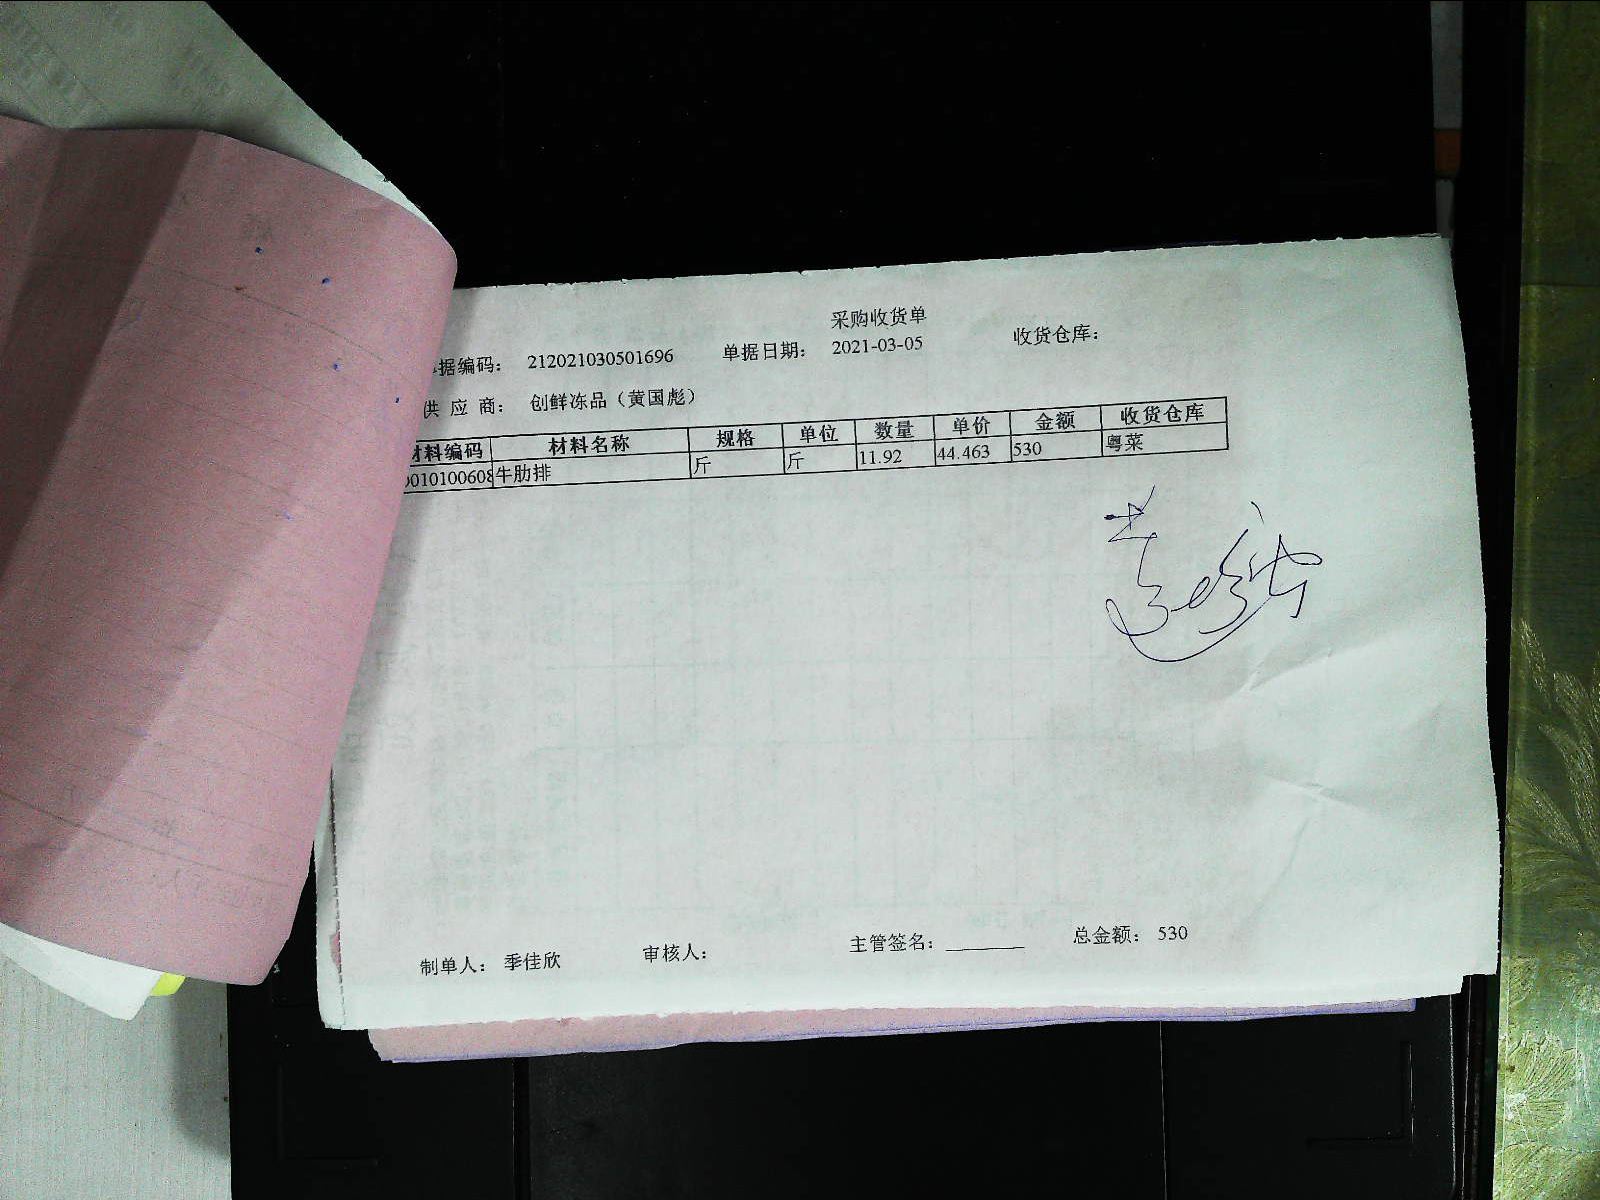 采购收货单
据编码: 212021030501696 单据日期: 2021-03-05 收货仓库:
供 应 商: 创鲜冻品（黄国彪）
材料编码 材料名称 规格 单位 数量 单价 金额 收货仓库
010100608 牛肋排 斤 斤 11.92 44.463 530 粤菜
制单人: 季佳欣 审核人: 主管签名: ________ 总金额: 530